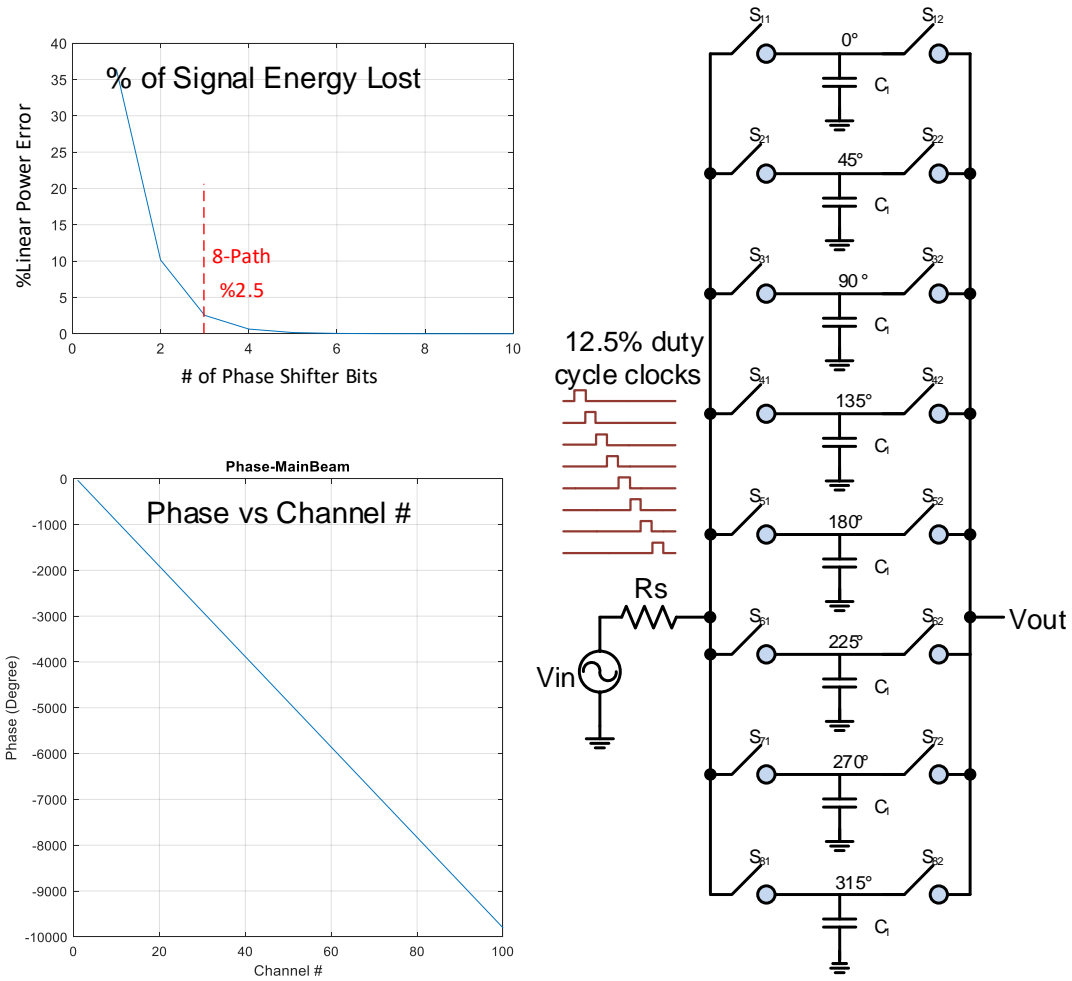 % of Signal Energy Lost
40
35
30
25
20
15
10
5
0
0 2 4 6 8 10
%Linear Power Error
# of Phase Shifter Bits
8-Path
%2.5
Phase-MainBeam
Phase vs Channel #
0
-1000
-2000
-3000
-4000
-5000
-6000
-7000
-8000
-9000
-10000
0 20 40 60 80 100
Phase (Degree)
Channel #
12.5% duty
cycle clocks
Rs
Vin
Vout
S11 0° S12
C1
S21 45° S22
C1
S31 90° S32
C1
S41 135° S42
C1
S51 180° S52
C1
S61 225° S62
C1
S71 270° S72
C1
S81 315° S82
C1